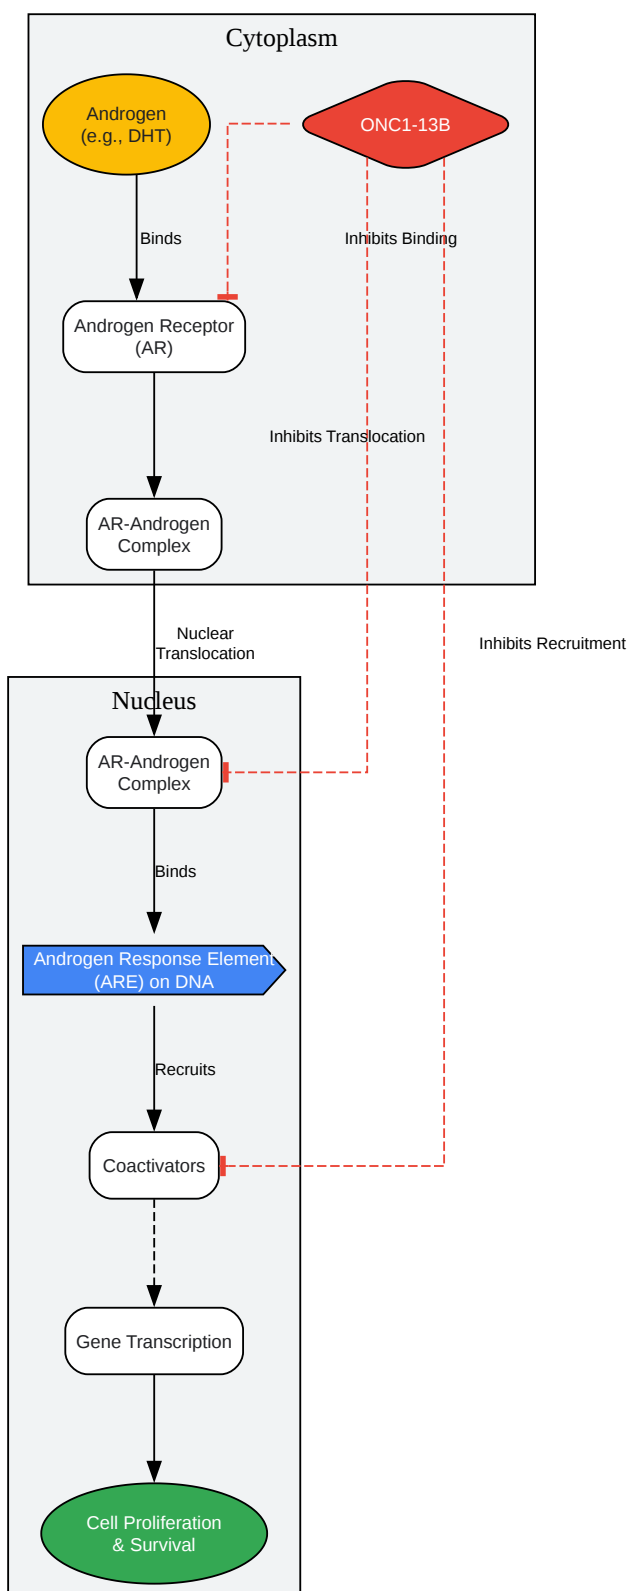 Cytoplasm
Androgen
(e.g., DHT)
ONC1-13B
Binds
Inhibits Binding
Androgen Receptor
(AR)
Inhibits Translocation
AR-Androgen
Complex
Nuclear
Translocation
Inhibits Recruitment
Nucleus
AR-Androgen
Complex
Binds
Androgen Response Element
(ARE) on DNA
Recruits
Coactivators
Gene Transcription
Cell Proliferation
& Survival